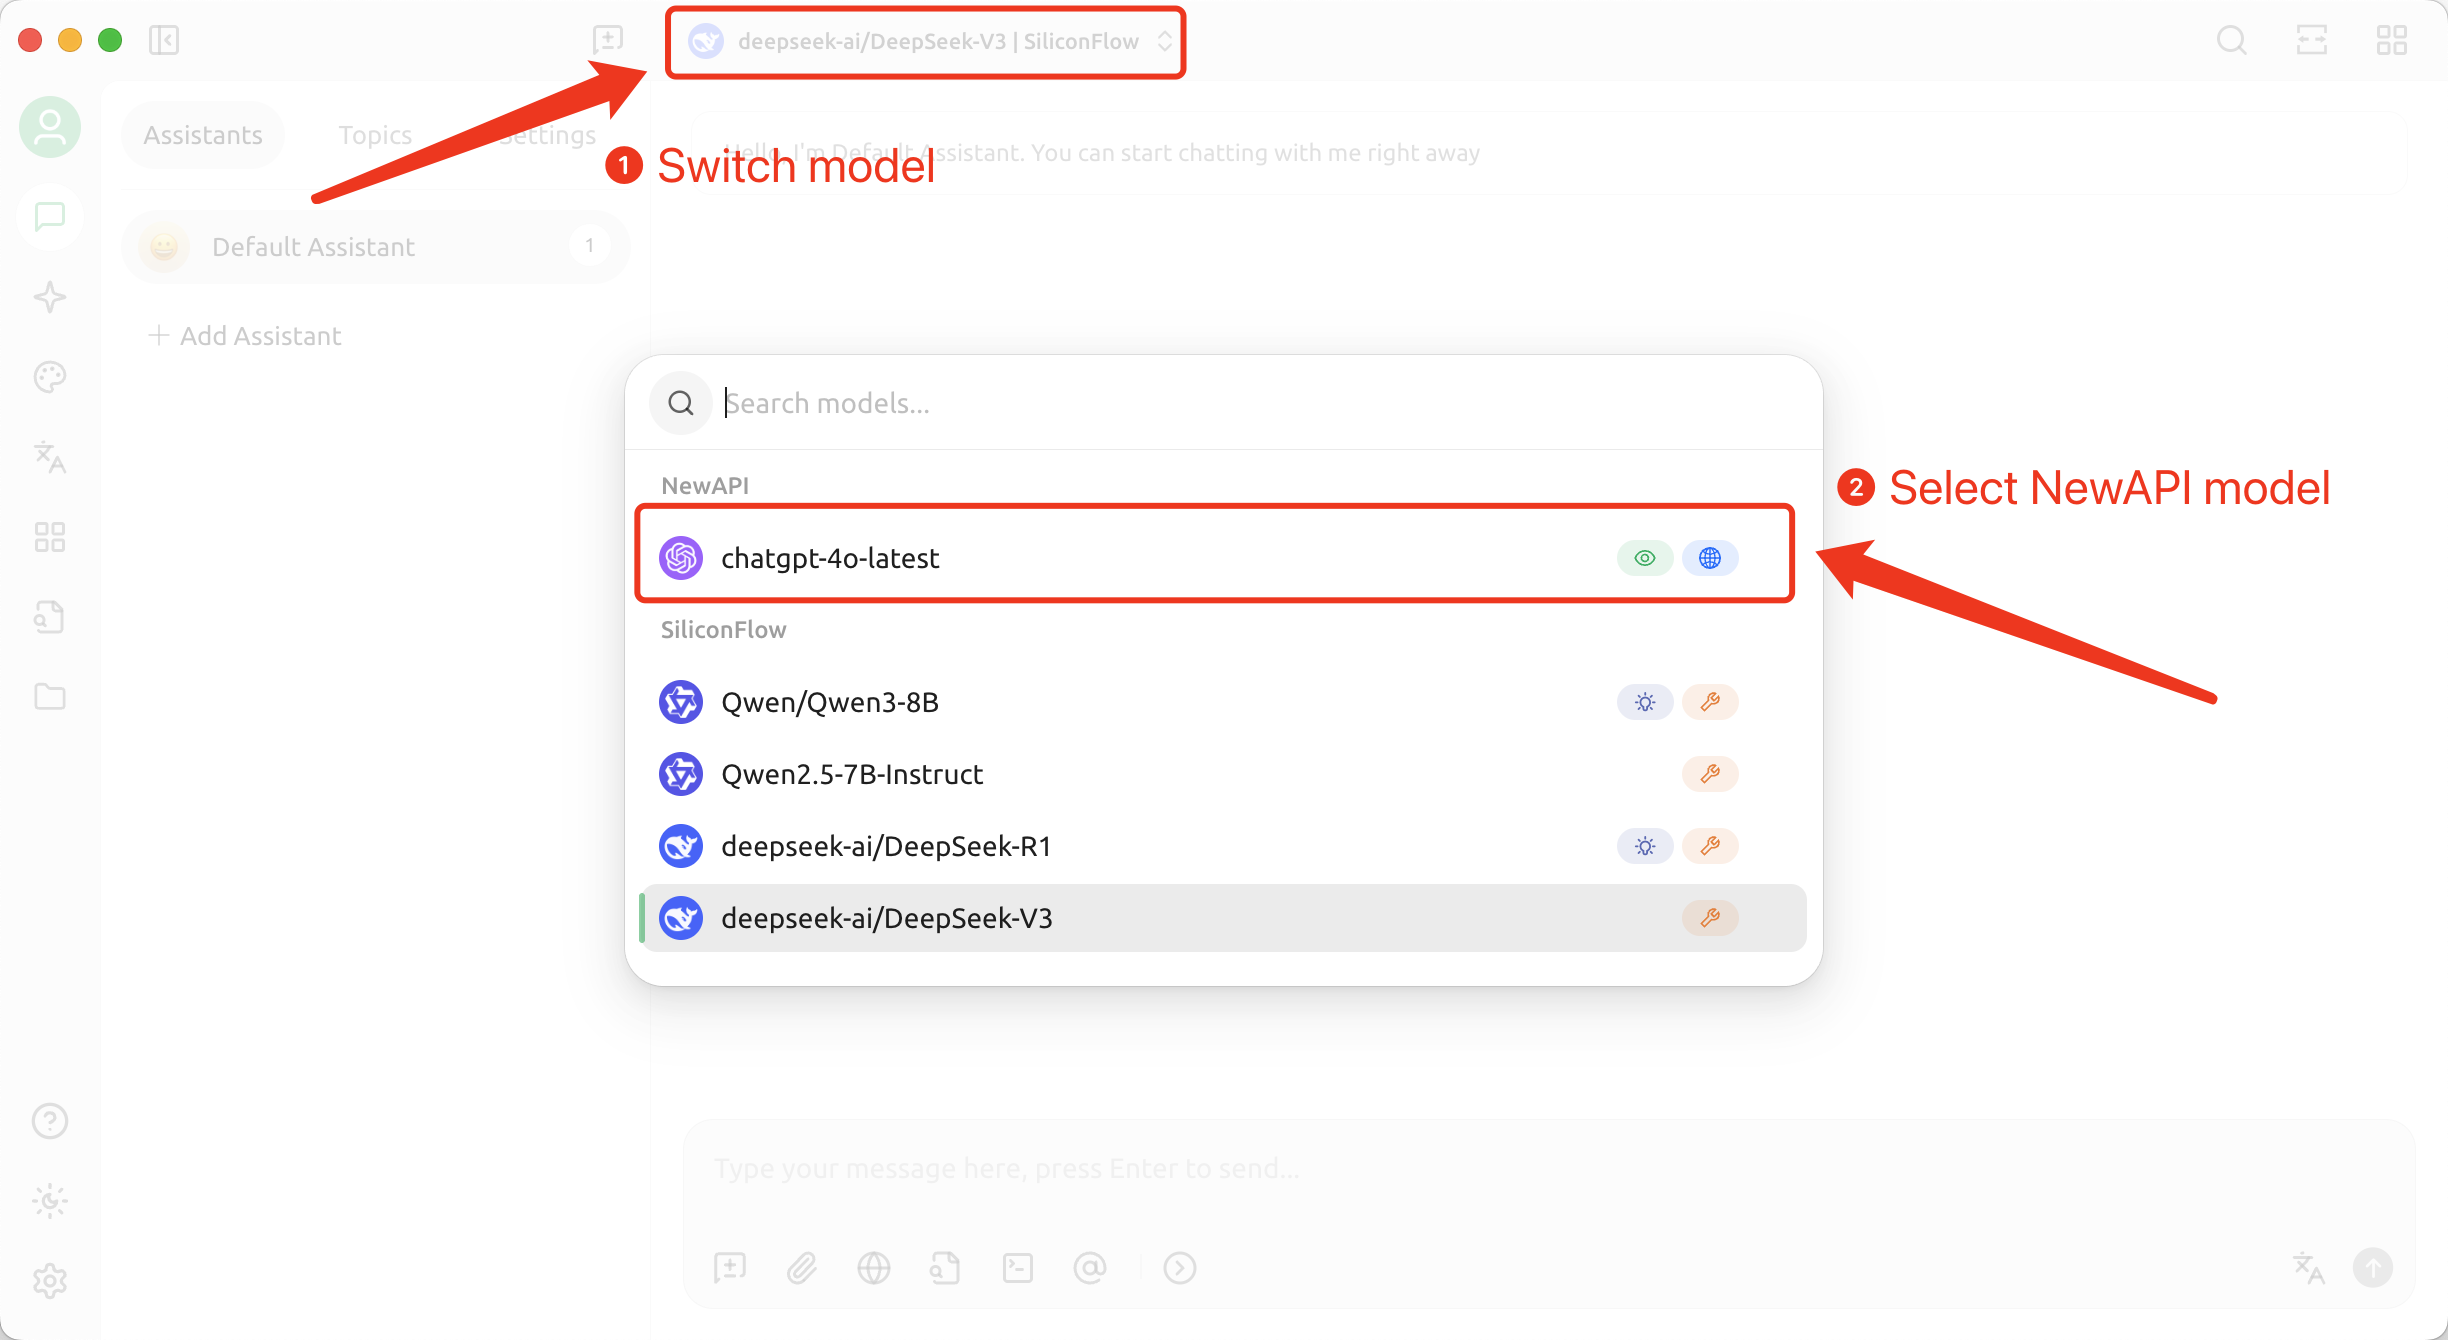 deepseek-ai/DeepSeek-V3 | SiliconFlow
Assistants
Topics
Settings
Hello, I'm Default Assistant. You can start chatting with me right away
1 Switch model
Default Assistant
1
Add Assistant
Search models...
NewAPI
2 Select NewAPI model
chatgpt-4o-latest
SiliconFlow
Qwen/Qwen3-8B
Qwen2.5-7B-Instruct
deepseek-ai/DeepSeek-R1
deepseek-ai/DeepSeek-V3
Type your message here, press Enter to send...